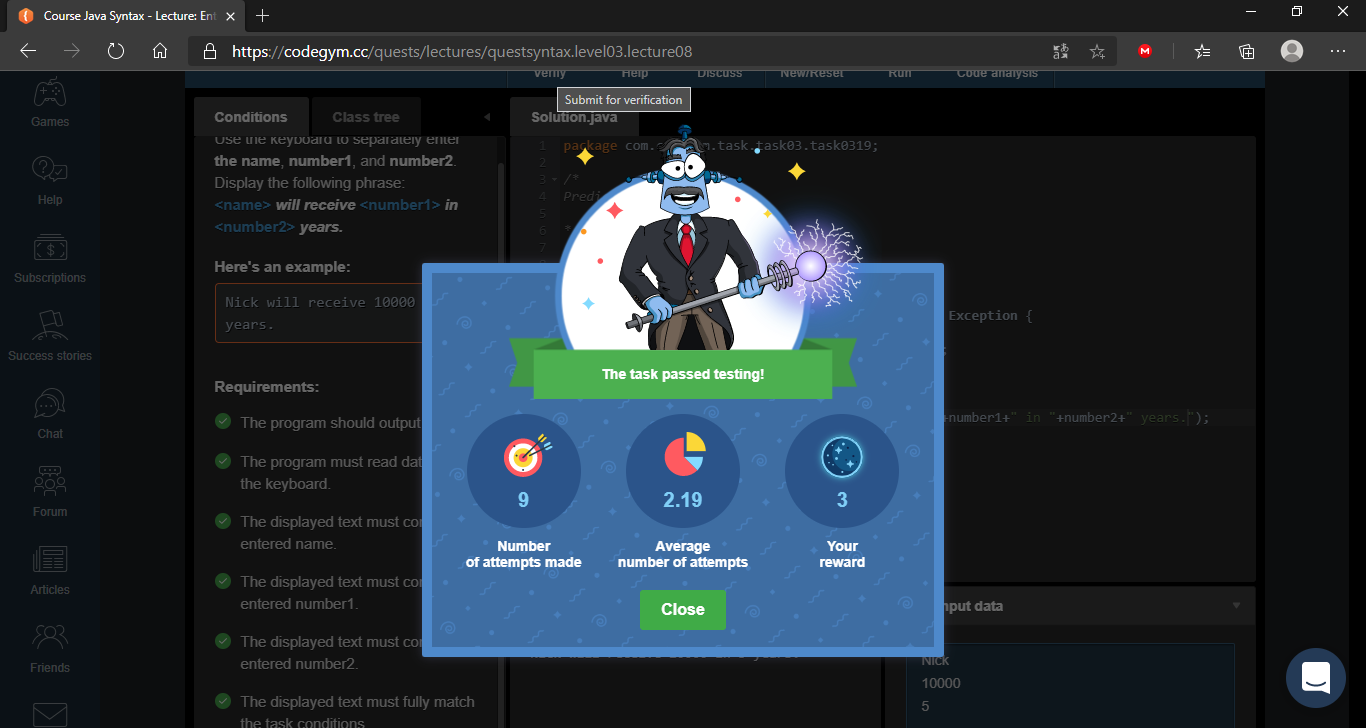 Course Java Syntax - Lecture: Ent
https://codegym.cc/quests/lectures/questsyntax.level03.lecture08
Verify Help Discuss New/Reset Run Code analysis
Submit for verification
Games
Help
Subscriptions
Success stories
Chat
Forum
Articles
Friends
Conditions Class tree
Use the keyboard to separately enter
the name, number1, and number2.
Display the following phrase:
<name> will receive <number1> in
<number2> years.
Here's an example:
Nick will receive 10000
years.
Requirements:
The program should output
The program must read dat
the keyboard.
The displayed text must co
entered name.
The displayed text must co
entered number1.
The displayed text must co
entered number2.
The displayed text must fully match
the task conditions
Solution.java
1 package com. m.task.task03.task0319;
2
3 /*
4 Predi
5
6
7
Exception {
;
+number1+" in "+number2+" years.");
The task passed testing!
9
Number
of attempts made
2.19
Average
number of attempts
3
Your
reward
Close
nput data
Nick
10000
5